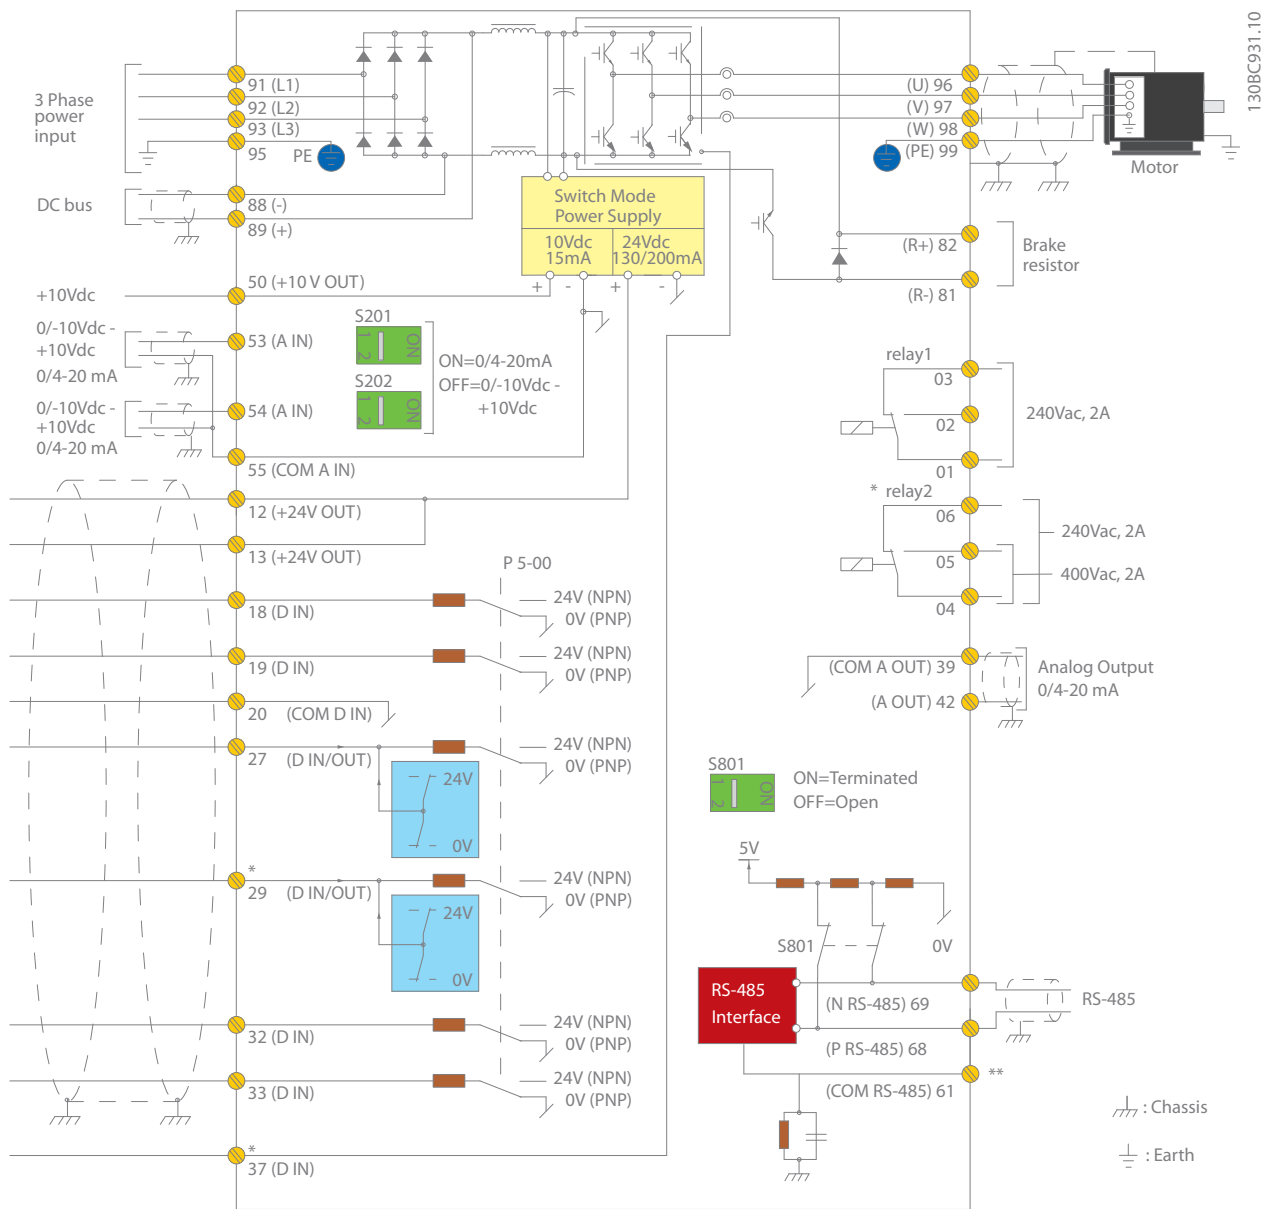 130BC931.10
3 Phase
power
input
91 (L1)
92 (L2)
93 (L3)
95
PE
DC bus
88 (-)
89 (+)
Switch Mode
Power Supply
10Vdc
15mA
24Vdc
130/200mA
+ - + -
(U) 96
(V) 97
(W) 98
(PE) 99
Motor
(R+) 82
(R-) 81
Brake
resistor
+10Vdc
50 (+10 V OUT)
0/-10Vdc -
+10Vdc
0/4-20 mA
53 (A IN)
0/-10Vdc -
+10Vdc
0/4-20 mA
54 (A IN)
55 (COM A IN)
S201
1 2
ON
S202
1 2
ON
ON=0/4-20mA
OFF=0/-10Vdc -
+10Vdc
relay1
03
02
01
240Vac, 2A
* relay2
06
05
04
240Vac, 2A
400Vac, 2A
12 (+24V OUT)
13 (+24V OUT)
P 5-00
18 (D IN)
24V (NPN)
0V (PNP)
19 (D IN)
24V (NPN)
0V (PNP)
20 (COM D IN)
27 (D IN/OUT)
24V (NPN)
0V (PNP)
24V
0V
*
29 (D IN/OUT)
24V (NPN)
0V (PNP)
24V
0V
32 (D IN)
24V (NPN)
0V (PNP)
33 (D IN)
24V (NPN)
0V (PNP)
*
37 (D IN)
(COM A OUT) 39
(A OUT) 42
Analog Output
0/4-20 mA
S801
1 2
ON
ON=Terminated
OFF=Open
5V
S801
0V
RS-485
Interface
(N RS-485) 69
(P RS-485) 68
(COM RS-485) 61
RS-485
**
: Chassis
: Earth